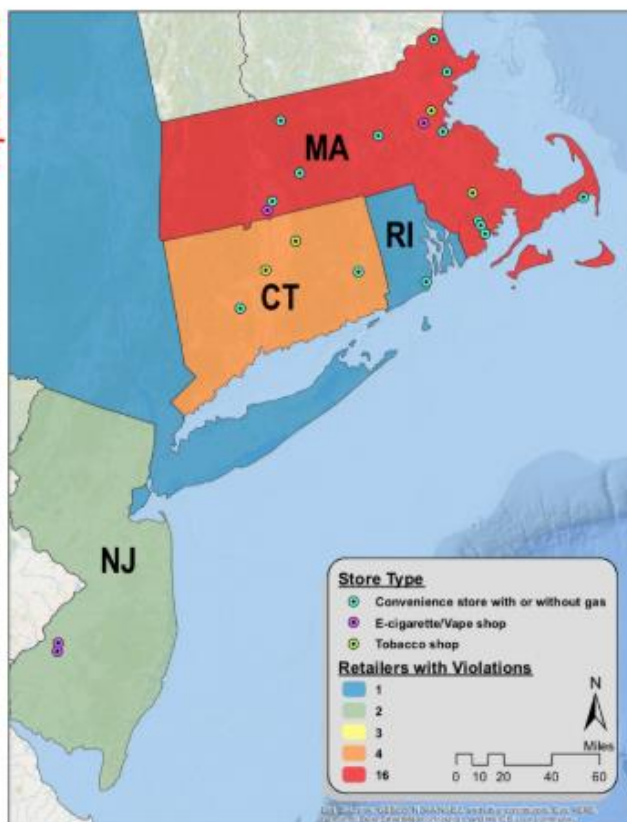 MA
RI
CT
NJ
Store Type
Convenience store with or without gas
E-cigarette/Vape shop
Tobacco shop
Retailers with Violations
1
2
3
4
16
N
Miles
0 10 20 40 60